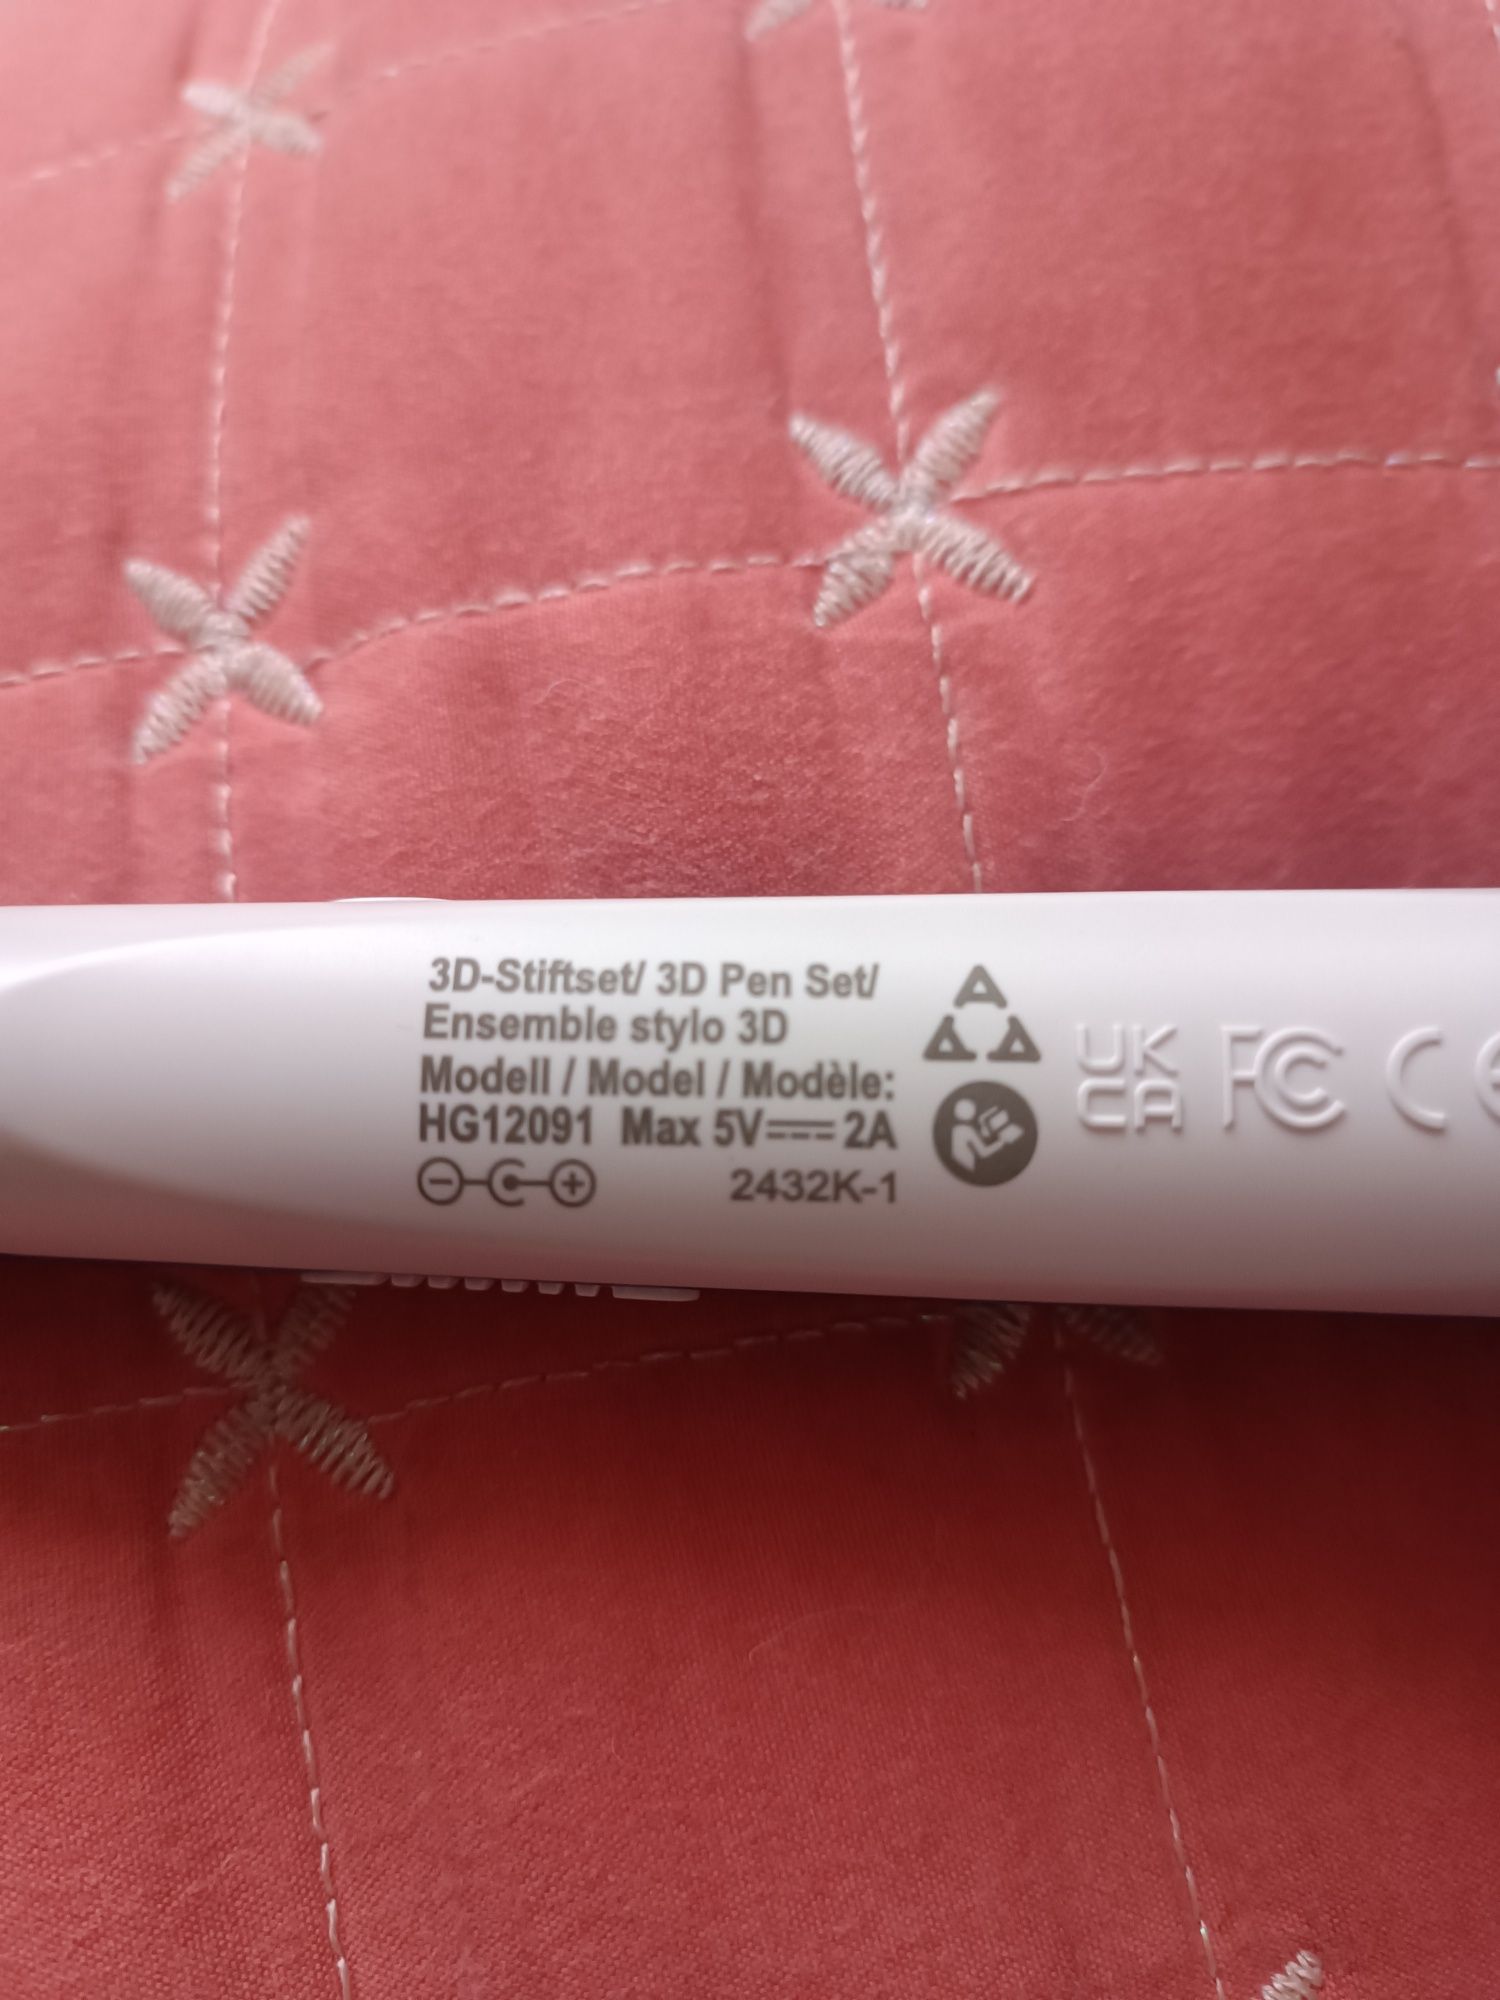 3D-Stiftset/ 3D Pen Set/
Ensemble stylo 3D
Modell / Model / Modèle:
HG12091 Max 5V⎓2A
2432K-1
UK
CA
FC
CE